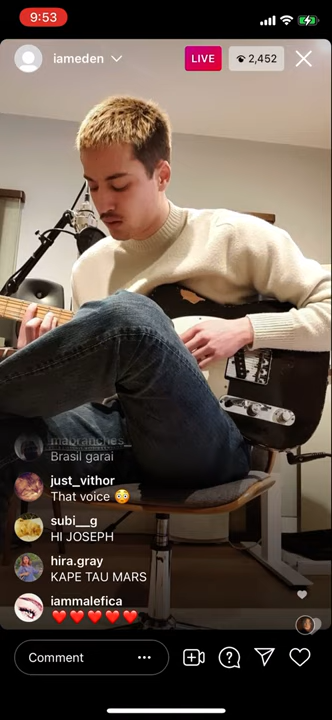 9:53
iameden
LIVE
2,452
mabranches_
Brasil garai
just_vithor
That voice 😳
subi__g
HI JOSEPH
hira.gray
KAPE TAU MARS
iammalefica
❤️❤️❤️❤️❤️
Comment